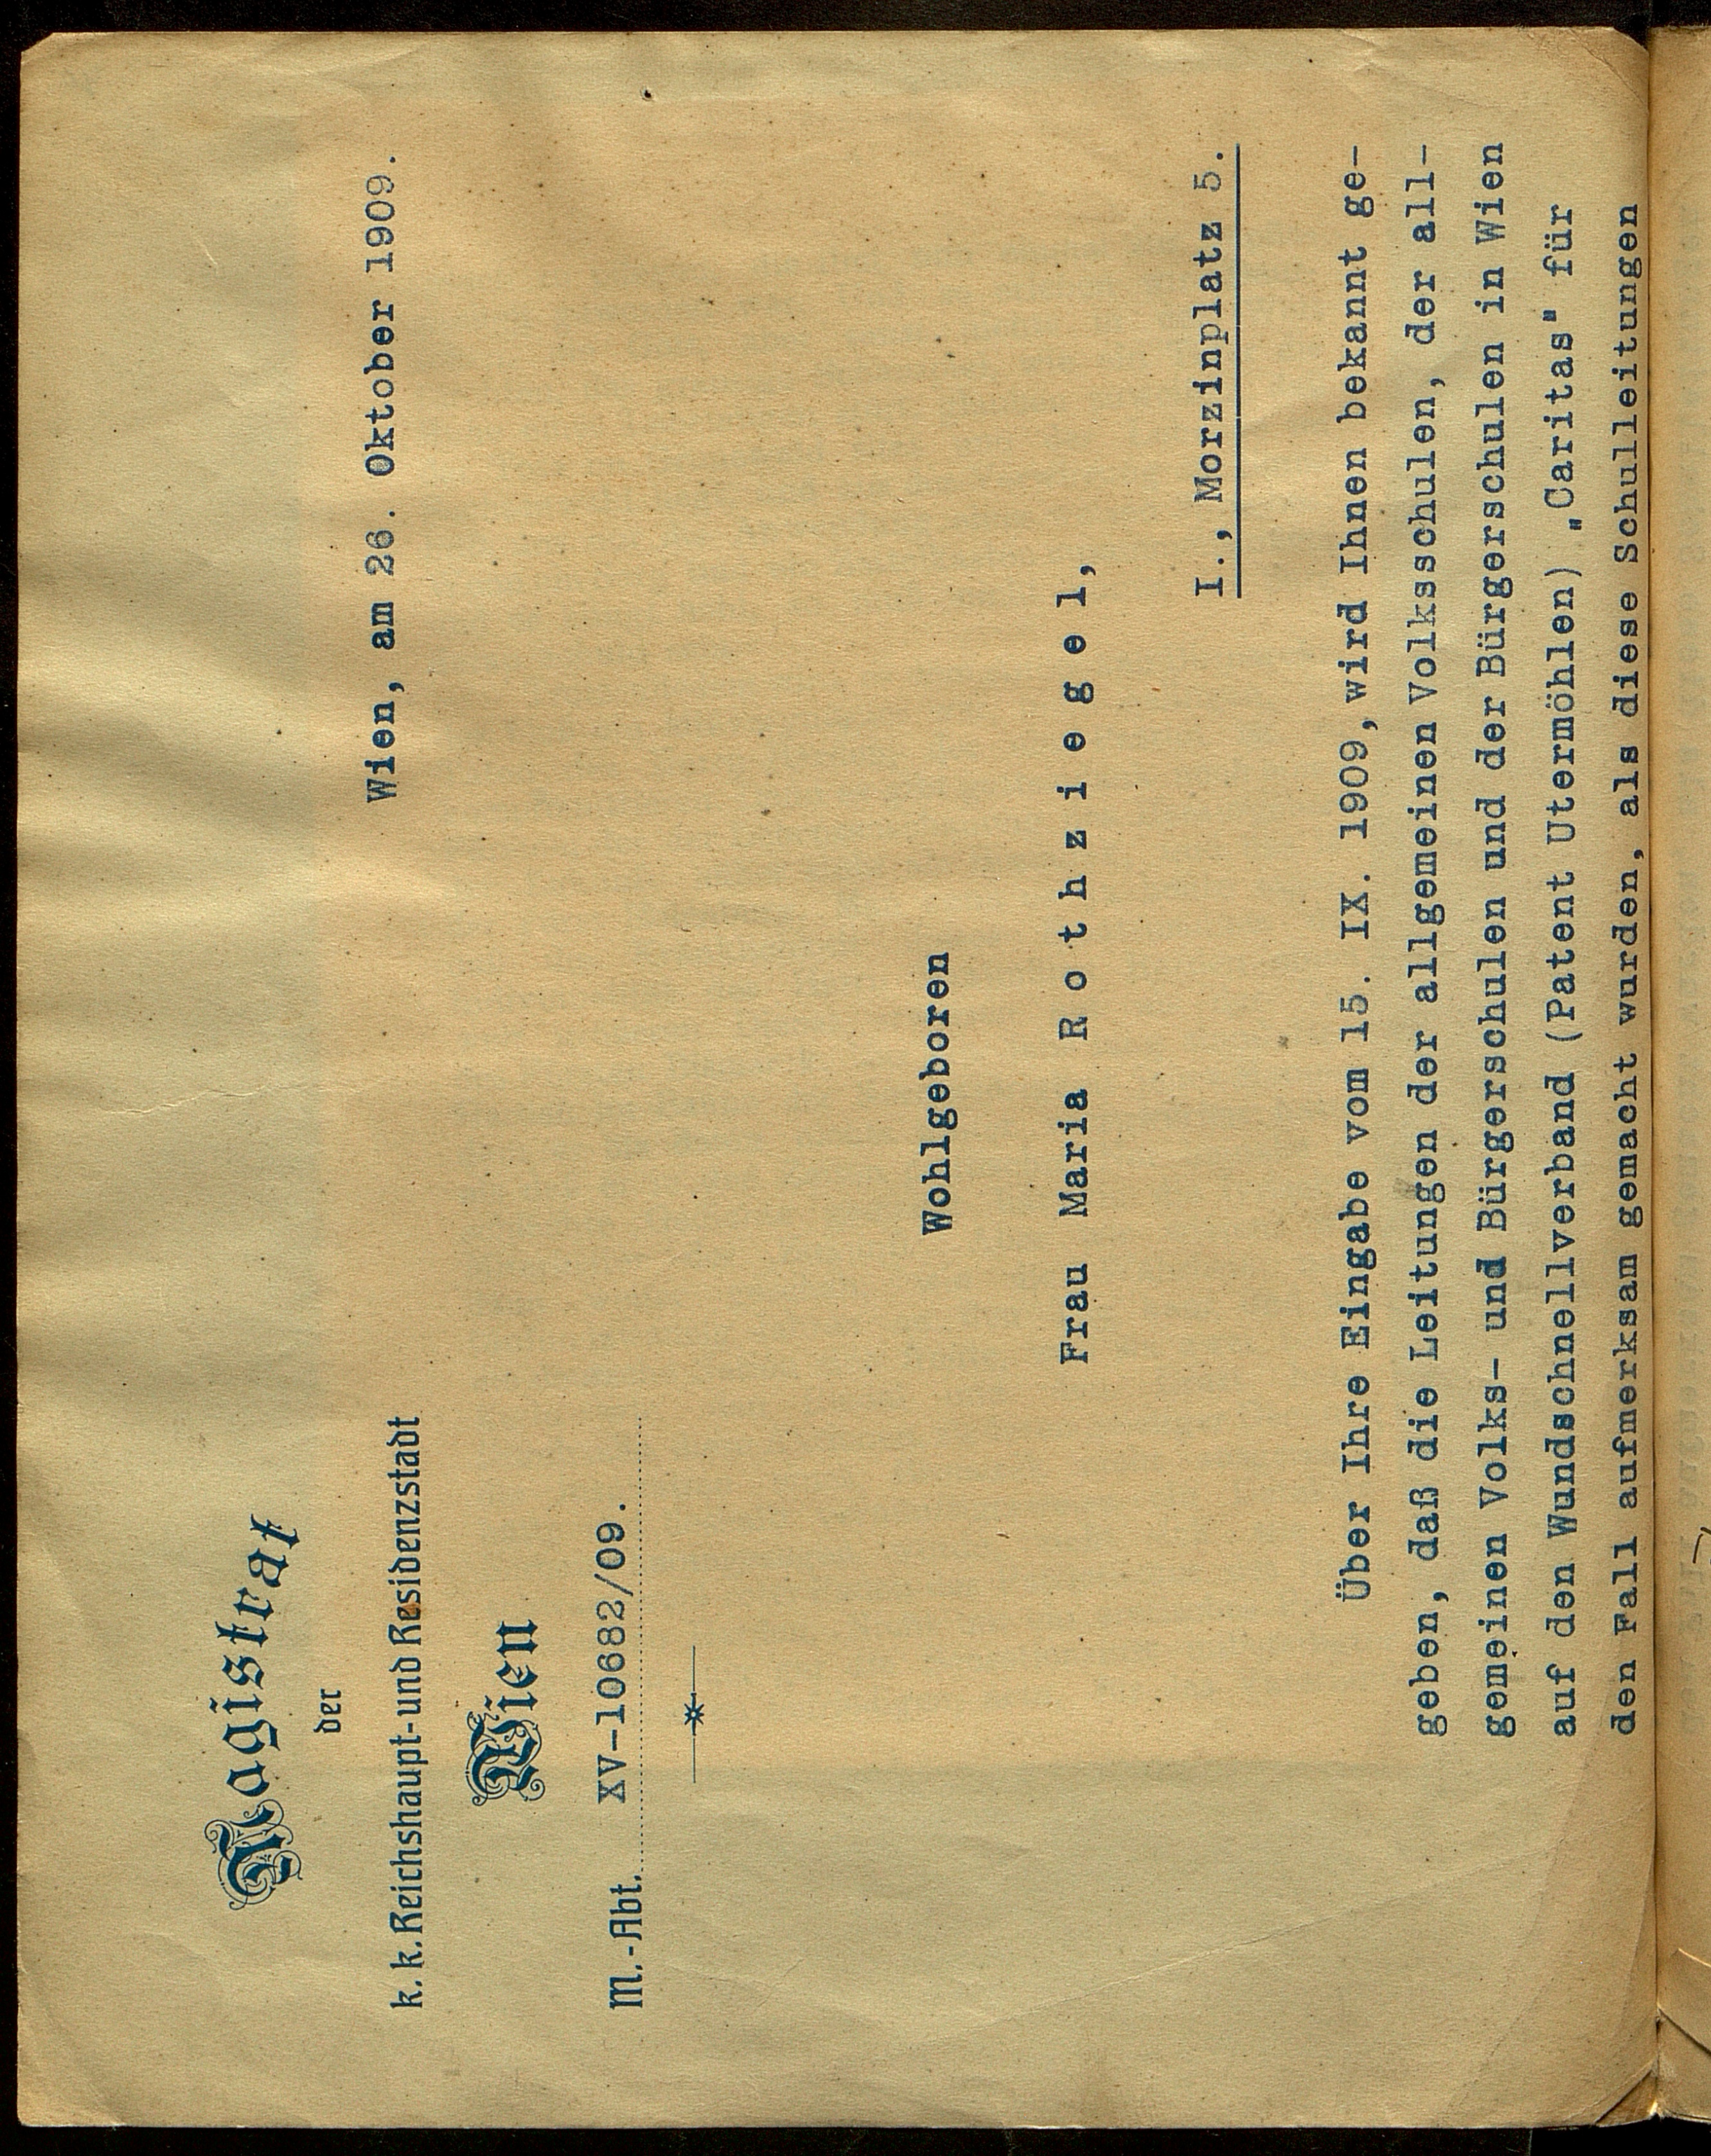 Magistrat
der
k. k. Reichshaupt- und Residenzstadt
Wien
M.-Abt. XV-10682/09.
Wien, am 26. Oktober 1909.
Wohlgeboren
Frau Maria R o t h z i e g e l,
I., Morzinplatz 5.
Über Ihre Eingabe vom 15. IX. 1909, wird Ihnen bekannt ge-
geben, daß die Leitungen der allgemeinen Volksschulen, der all-
gemeinen Volks- und Bürgerschulen und der Bürgerschulen in Wien
auf den Wundschnellverband (Patent Utermöhlen) „Caritas" für
den Fall aufmerksam gemacht wurden, als diese Schulleitungen